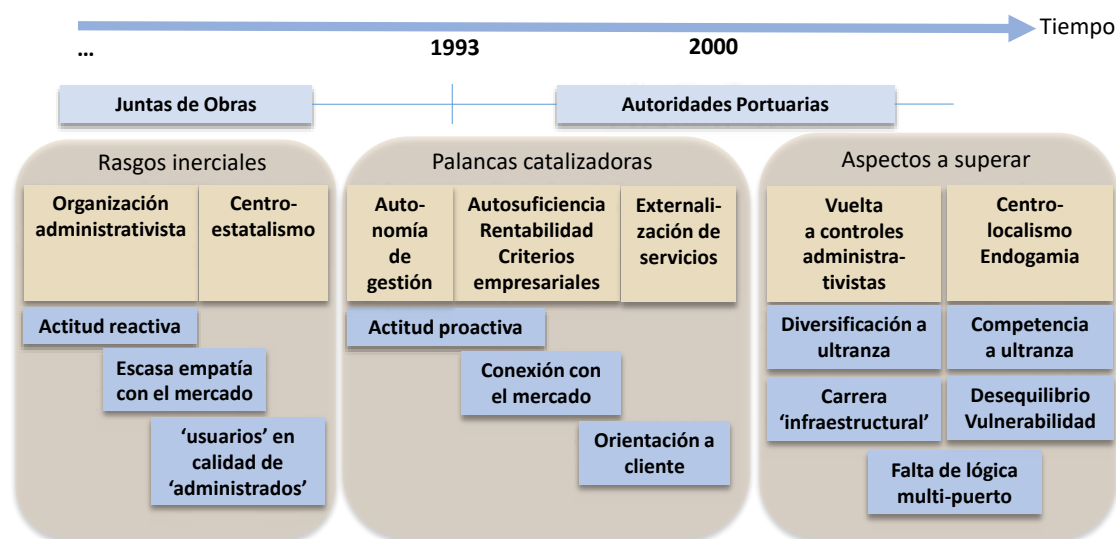 Tiempo
...
1993
2000
Juntas de Obras
Autoridades Portuarias
Rasgos inerciales
Organización
administrativista
Centro-
estatalismo
Actitud reactiva
Escasa empatía
con el mercado
‘usuarios’ en
calidad de
‘administrados’
Palancas catalizadoras
Auto-
nomía
de
gestión
Autosuficiencia
Rentabilidad
Criterios
empresariales
Externali-
zación de
servicios
Actitud proactiva
Conexión con
el mercado
Orientación a
cliente
Aspectos a superar
Vuelta
a controles
administra-
tivistas
Centro-
localismo
Endogamia
Diversificación a
ultranza
Competencia
a ultranza
Carrera
‘infraestructural’
Desequilibrio
Vulnerabilidad
Falta de lógica
multi-puerto